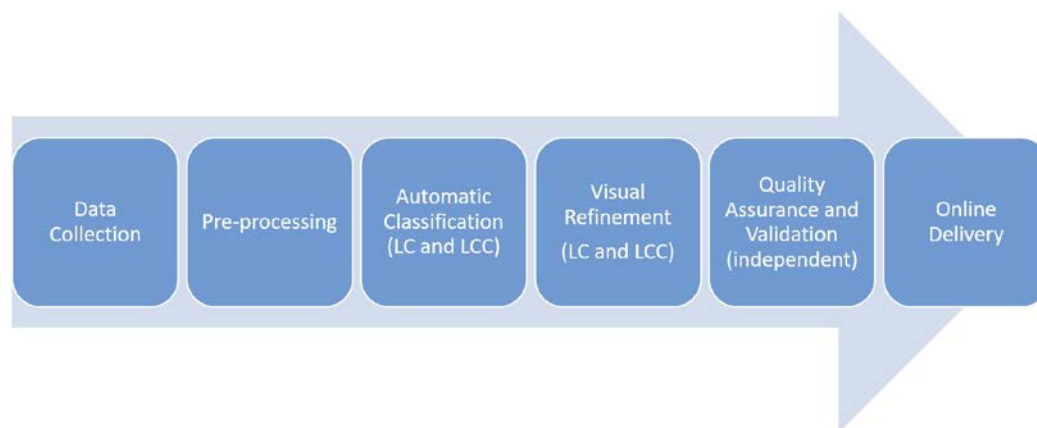 Data
Collection
Pre-processing
Automatic
Classification
(LC and LCC)
Visual
Refinement
(LC and LCC)
Quality
Assurance and
Validation
(independent)
Online
Delivery